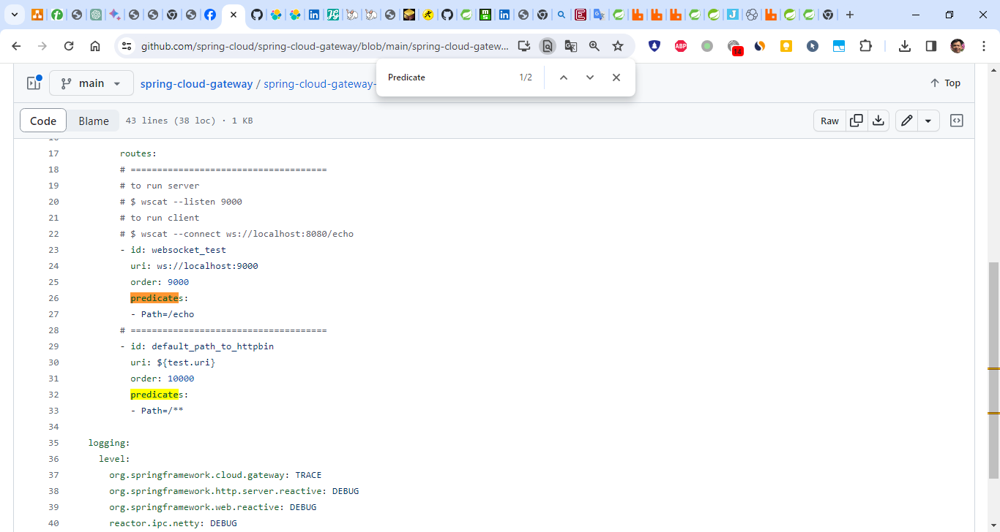 github.com/spring-cloud/spring-cloud-gateway/blob/main/spring-cloud-gatew...
14
Predicate 1/2
main spring-cloud-gateway / spring-cloud-gateway- Top
Code Blame 43 lines (38 loc) · 1 KB Raw
16
17 routes:
18 # =====================================
19 # to run server
20 # $ wscat --listen 9000
21 # to run client
22 # $ wscat --connect ws://localhost:8080/echo
23 - id: websocket_test
24 uri: ws://localhost:9000
25 order: 9000
26 predicates:
27 - Path=/echo
28 # =====================================
29 - id: default_path_to_httpbin
30 uri: ${test.uri}
31 order: 10000
32 predicates:
33 - Path=/**
34
35 logging:
36 level:
37 org.springframework.cloud.gateway: TRACE
38 org.springframework.http.server.reactive: DEBUG
39 org.springframework.web.reactive: DEBUG
40 reactor.ipc.netty: DEBUG